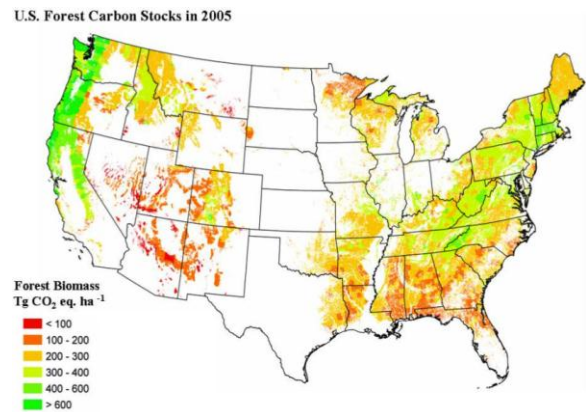 U.S. Forest Carbon Stocks in 2005
Forest Biomass
Tg CO₂ eq. ha ⁻¹
< 100
100 - 200
200 - 300
300 - 400
400 - 600
> 600